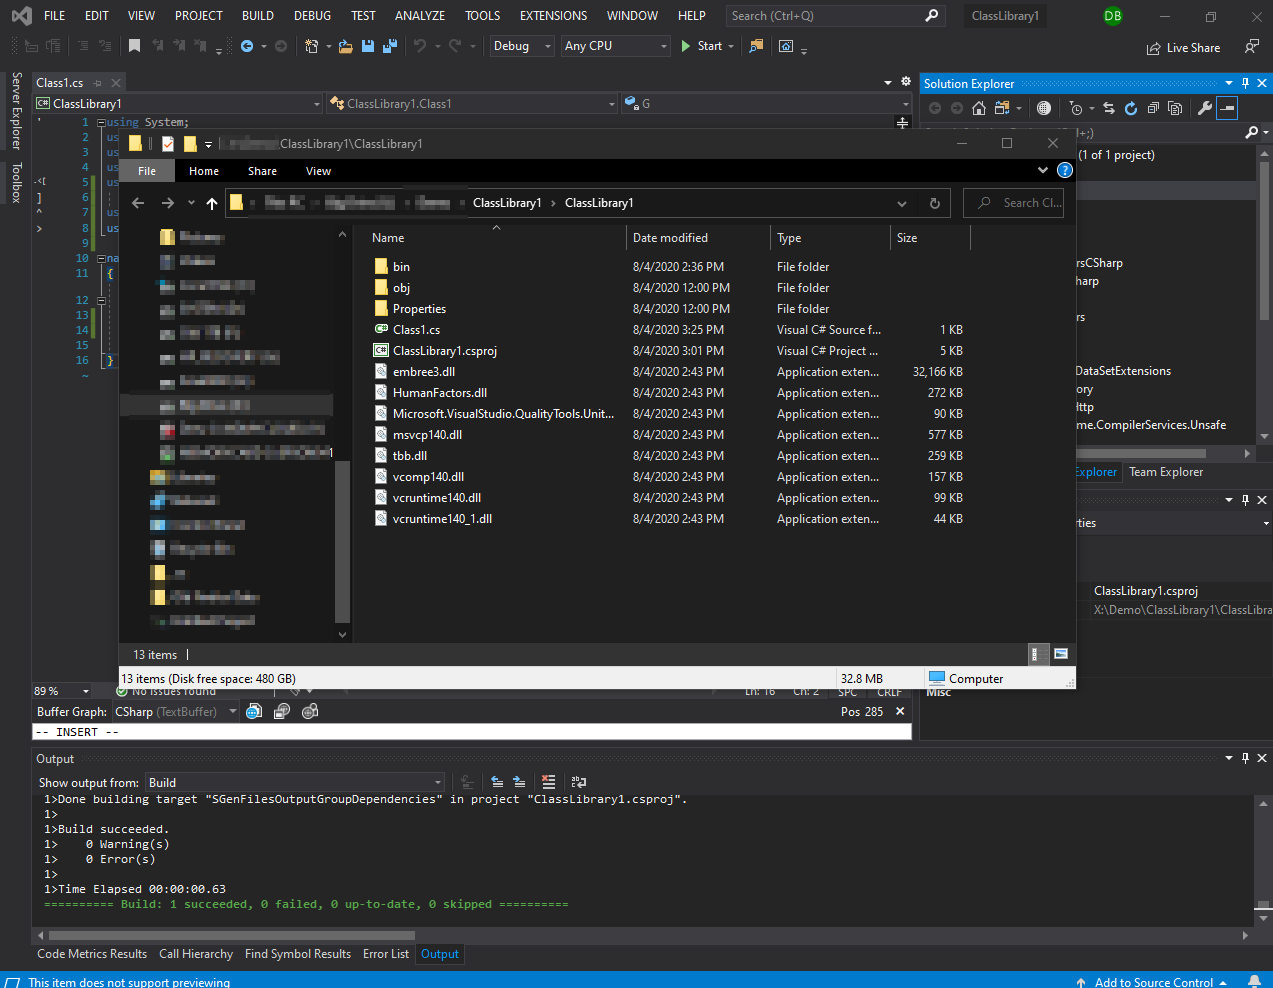 FILE EDIT VIEW PROJECT BUILD DEBUG TEST ANALYZE TOOLS EXTENSIONS WINDOW HELP Search (Ctrl+Q) ClassLibrary1 DB
Debug Any CPU Start Live Share
Server Explorer
Toolbox
Class1.cs
ClassLibrary1 ClassLibrary1.Class1 G
Solution Explorer
1 using System;
2 us
3 us
4 us
5 us
6
7 us
8 us
9
10 na
11 {
12
13
14
15
16 }
~
+;)
(1 of 1 project)
rsCSharp
harp
rs
DataSetExtensions
ory
Http
me.CompilerServices.Unsafe
Explorer Team Explorer
rties
ClassLibrary1.csproj
X:\Demo\ClassLibrary1\ClassLibra
Misc
ClassLibrary1\ClassLibrary1
File Home Share View
ClassLibrary1 > ClassLibrary1 Search Cl...
Name Date modified Type Size
bin 8/4/2020 2:36 PM File folder
obj 8/4/2020 12:00 PM File folder
Properties 8/4/2020 12:00 PM File folder
Class1.cs 8/4/2020 3:25 PM Visual C# Source f... 1 KB
ClassLibrary1.csproj 8/4/2020 3:01 PM Visual C# Project ... 5 KB
embree3.dll 8/4/2020 2:43 PM Application exten... 32,166 KB
HumanFactors.dll 8/4/2020 2:43 PM Application exten... 272 KB
Microsoft.VisualStudio.QualityTools.Unit... 8/4/2020 2:43 PM Application exten... 90 KB
msvcp140.dll 8/4/2020 2:43 PM Application exten... 577 KB
tbb.dll 8/4/2020 2:43 PM Application exten... 259 KB
vcomp140.dll 8/4/2020 2:43 PM Application exten... 157 KB
vcruntime140.dll 8/4/2020 2:43 PM Application exten... 99 KB
vcruntime140_1.dll 8/4/2020 2:43 PM Application exten... 44 KB
13 items
13 items (Disk free space: 480 GB) 32.8 MB Computer
89 % No issues found Ln: 16 Ch: 2 SPC CRLF
Buffer Graph: CSharp (TextBuffer) Pos 285
-- INSERT --
Output
Show output from: Build
1>Done building target "SGenFilesOutputGroupDependencies" in project "ClassLibrary1.csproj".
1>
1>Build succeeded.
1> 0 Warning(s)
1> 0 Error(s)
1>
1>Time Elapsed 00:00:00.63
========== Build: 1 succeeded, 0 failed, 0 up-to-date, 0 skipped ==========
Code Metrics Results Call Hierarchy Find Symbol Results Error List Output
This item does not support previewing Add to Source Control